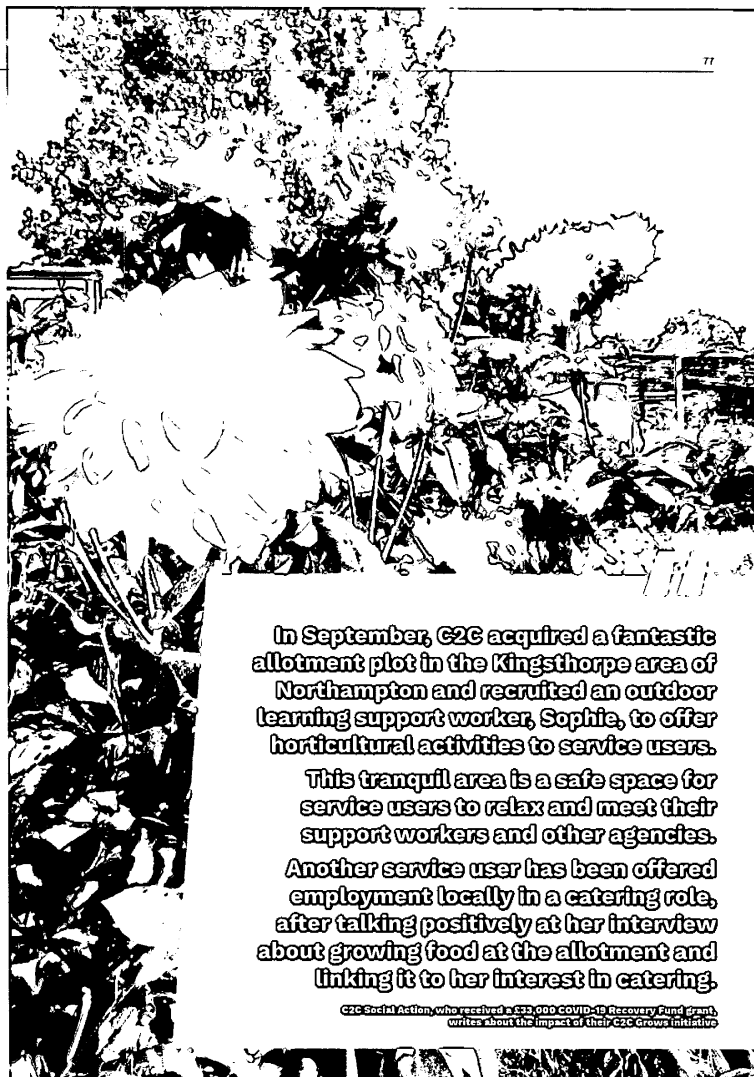 77
In September, C2C acquired a fantastic
allotment plot in the Kingsthorpe area of
Northampton and recruited an outdoor
learning support worker, Sophie, to offer
horticultural activities to service users.
This tranquil area is a safe space for
service users to relax and meet their
support workers and other agencies.
Another service user has been offered
employment locally in a catering role,
after talking positively at her interview
about growing food at the allotment and
linking it to her interest in catering.
C2C Social Action, who received a £33,000 COVID-19 Recovery Fund grant,
writes about the impact of their C2C Grows initiative